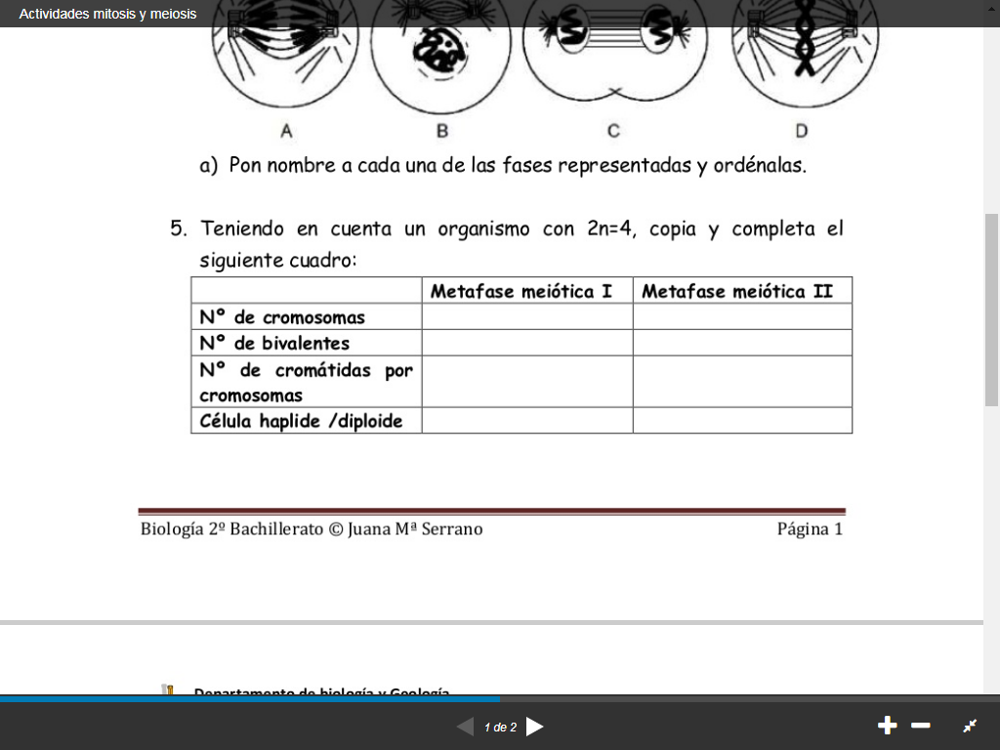 Actividades mitosis y meiosis
A B C D
a) Pon nombre a cada una de las fases representadas y ordénalas.
5. Teniendo en cuenta un organismo con 2n=4, copia y completa el
siguiente cuadro:
Metafase meiótica I Metafase meiótica II
Nº de cromosomas
Nº de bivalentes
Nº de cromátidas por
cromosomas
Célula haplide /diploide
Biología 2º Bachillerato © Juana Mª Serrano Página 1
Departamento de biología y Geología
1 de 2